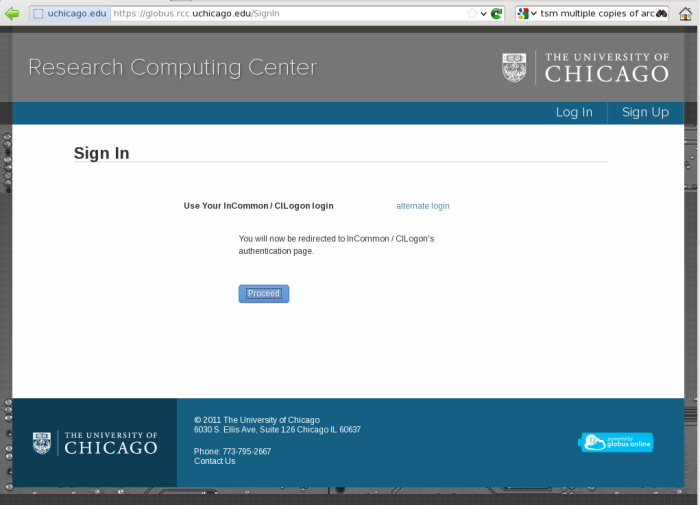 uchicago.edu https://globus.rcc.uchicago.edu/SignIn
tsm multiple copies of arc
Research Computing Center
THE UNIVERSITY OF
CHICAGO
Log In Sign Up
Sign In
Use Your InCommon / CILogon login alternate login
You will now be redirected to InCommon / CILogon's
authentication page.
Proceed
THE UNIVERSITY OF
CHICAGO
© 2011 The University of Chicago
6030 S. Ellis Ave, Suite 126 Chicago IL 60637
Phone: 773-795-2667
Contact Us
powered by
globus online